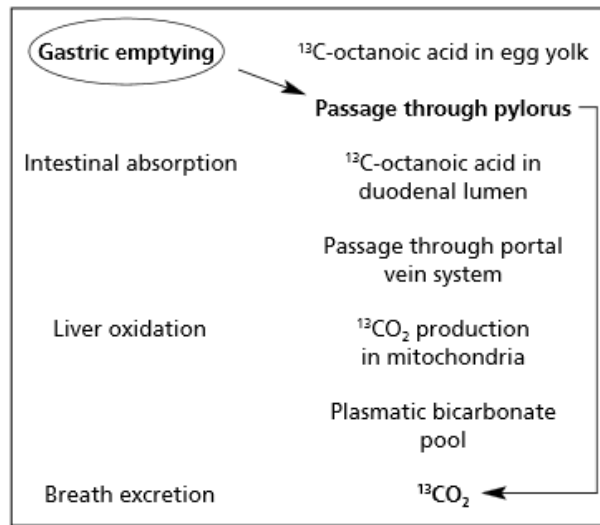 Gastric emptying
¹³C-octanoic acid in egg yolk
Passage through pylorus
Intestinal absorption
¹³C-octanoic acid in
duodenal lumen
Passage through portal
vein system
Liver oxidation
¹³CO₂ production
in mitochondria
Plasmatic bicarbonate
pool
Breath excretion
¹³CO₂